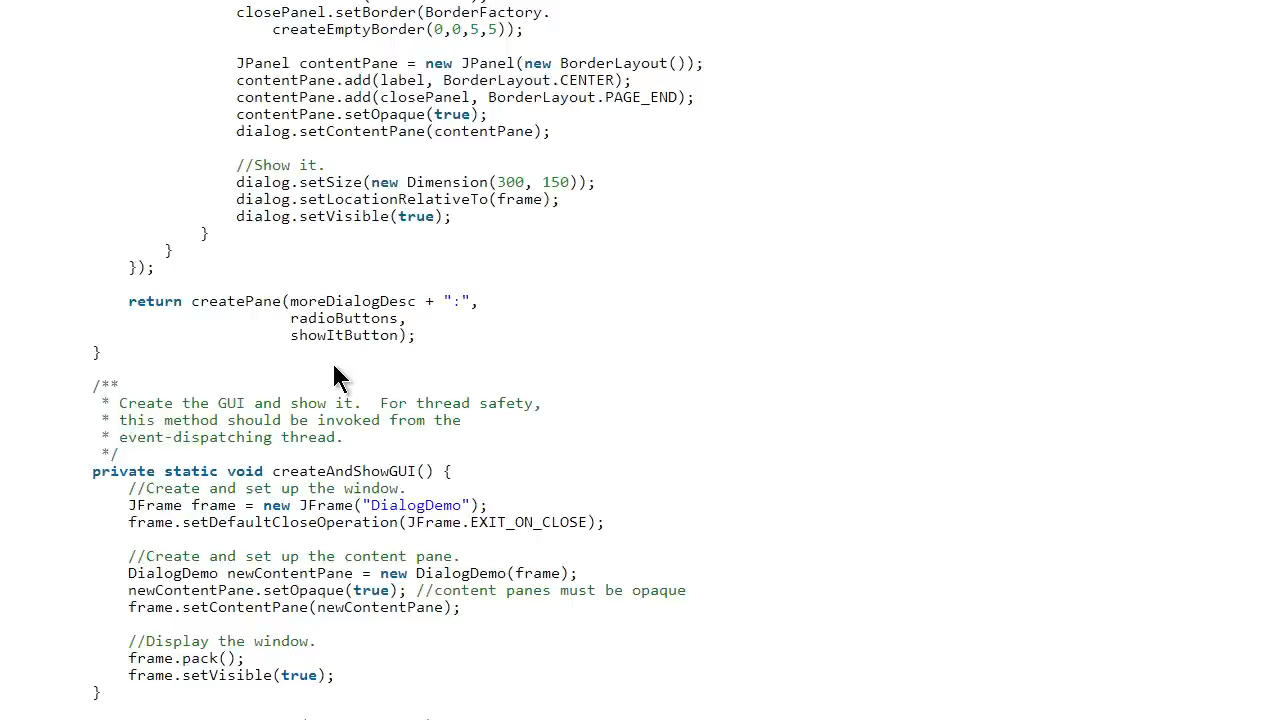 closePanel.setBorder(BorderFactory.
createEmptyBorder(0,0,5,5));
JPanel contentPane = new JPanel(new BorderLayout());
contentPane.add(label, BorderLayout.CENTER);
contentPane.add(closePanel, BorderLayout.PAGE_END);
contentPane.setOpaque(true);
dialog.setContentPane(contentPane);
//Show it.
dialog.setSize(new Dimension(300, 150));
dialog.setLocationRelativeTo(frame);
dialog.setVisible(true);
}
}
});
return createPane(moreDialogDesc + ":",
radioButtons,
showItButton);
}
/**
* Create the GUI and show it.  For thread safety,
* this method should be invoked from the
* event-dispatching thread.
*/
private static void createAndShowGUI() {
//Create and set up the window.
JFrame frame = new JFrame("DialogDemo");
frame.setDefaultCloseOperation(JFrame.EXIT_ON_CLOSE);
//Create and set up the content pane.
DialogDemo newContentPane = new DialogDemo(frame);
newContentPane.setOpaque(true); //content panes must be opaque
frame.setContentPane(newContentPane);
//Display the window.
frame.pack();
frame.setVisible(true);
}